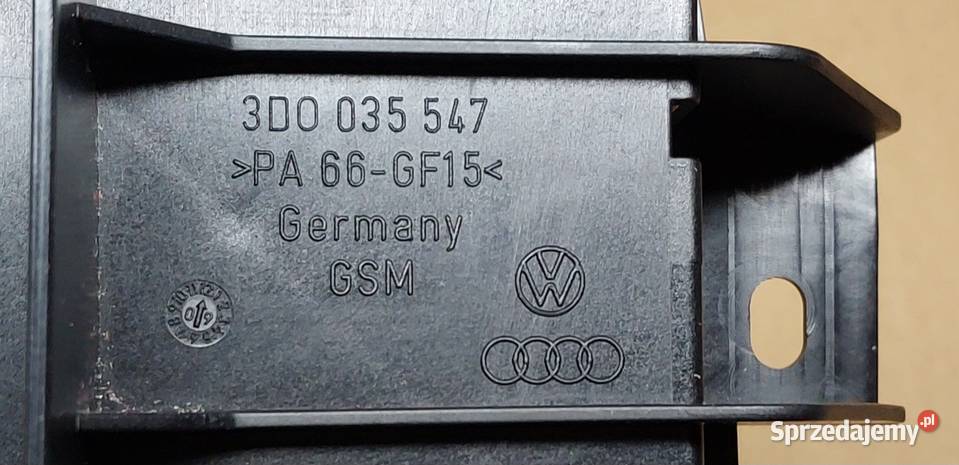 3D0 035 547
>PA 66-GF15<
Germany
GSM
Sprzedajemy.pl